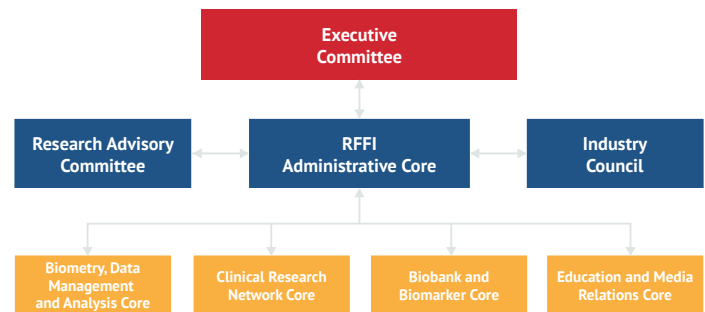 Executive
Committee
Research Advisory
Committee
RFFI
Administrative Core
Industry
Council
Biometry, Data
Management
and Analysis Core
Clinical Research
Network Core
Biobank and
Biomarker Core
Education and Media
Relations Core